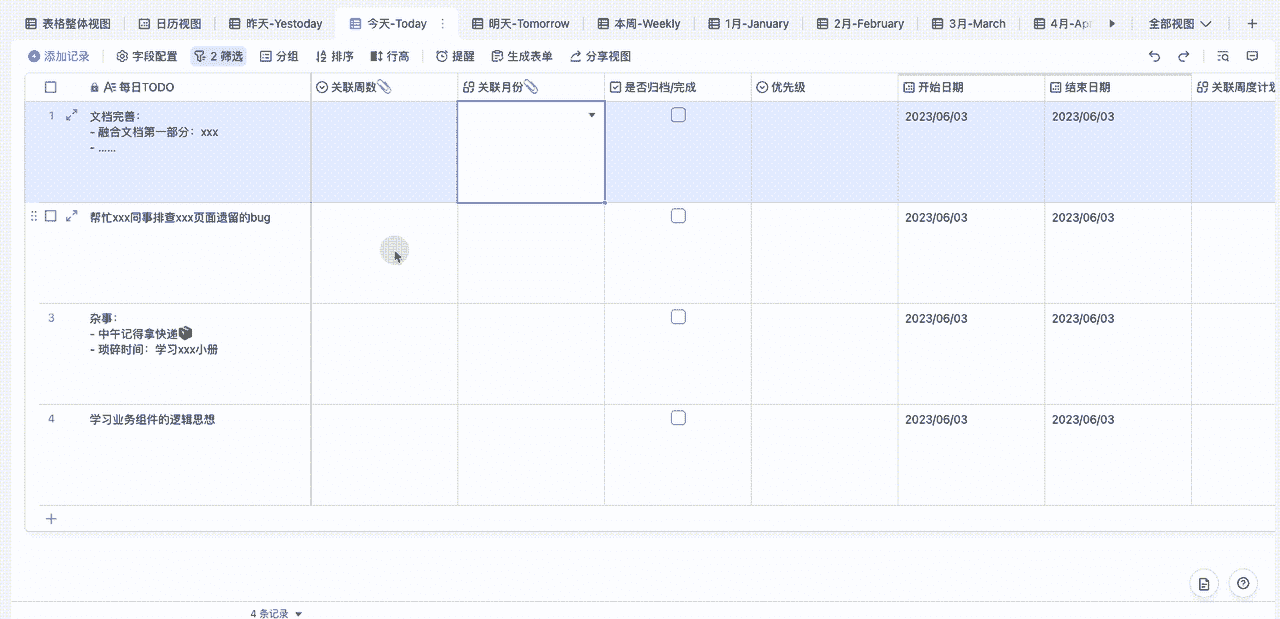 表格整体视图 日历视图 昨天-Yestoday 今天-Today 明天-Tomorrow 本周-Weekly 1月-January 2月-February 3月-March 4月-Apr 全部视图
添加记录 字段配置 2 筛选 分组 排序 行高 提醒 生成表单 分享视图
每日TODO 关联周数📎 关联月份📎 是否归档/完成 优先级 开始日期 结束日期 关联周度计划
1 文档完善： 2023/06/03 2023/06/03
- 融合文档第一部分：xxx
- ......
帮忙xxx同事排查xxx页面遗留的bug 2023/06/03 2023/06/03
3 杂事： 2023/06/03 2023/06/03
- 中午记得拿快递📦
- 琐碎时间：学习xxx小册
4 学习业务组件的逻辑思想 2023/06/03 2023/06/03
4 条记录